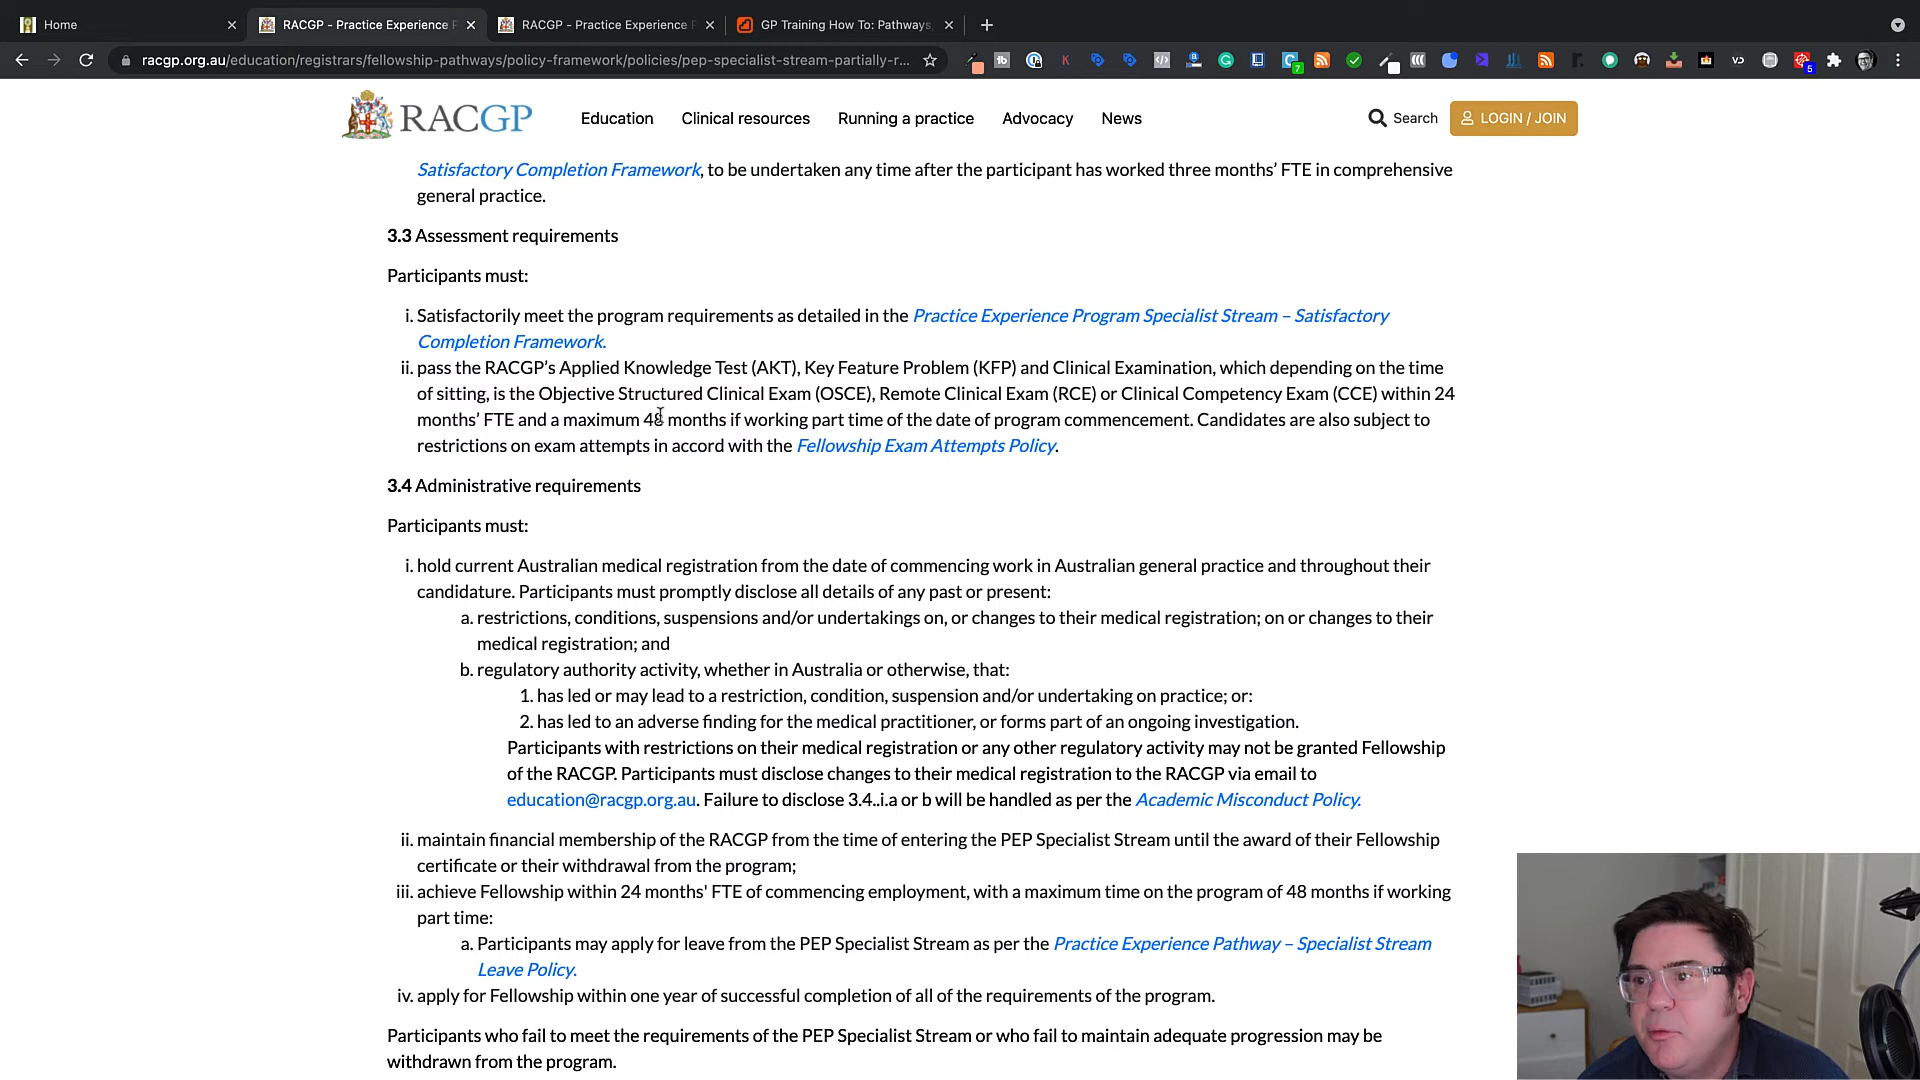 Home
RACGP - Practice Experience P
RACGP - Practice Experience P
GP Training How To: Pathways,
racgp.org.au/education/registrars/fellowship-pathways/policy-framework/policies/pep-specialist-stream-partially-r...
RACGP
Education
Clinical resources
Running a practice
Advocacy
News
Search
LOGIN / JOIN
Satisfactory Completion Framework, to be undertaken any time after the participant has worked three months’ FTE in comprehensive
general practice.
3.3 Assessment requirements
Participants must:
i. Satisfactorily meet the program requirements as detailed in the Practice Experience Program Specialist Stream – Satisfactory
Completion Framework.
ii. pass the RACGP’s Applied Knowledge Test (AKT), Key Feature Problem (KFP) and Clinical Examination, which depending on the time
of sitting, is the Objective Structured Clinical Exam (OSCE), Remote Clinical Exam (RCE) or Clinical Competency Exam (CCE) within 24
months’ FTE and a maximum 48 months if working part time of the date of program commencement. Candidates are also subject to
restrictions on exam attempts in accord with the Fellowship Exam Attempts Policy.
3.4 Administrative requirements
Participants must:
i. hold current Australian medical registration from the date of commencing work in Australian general practice and throughout their
candidature. Participants must promptly disclose all details of any past or present:
a. restrictions, conditions, suspensions and/or undertakings on, or changes to their medical registration; on or changes to their
medical registration; and
b. regulatory authority activity, whether in Australia or otherwise, that:
1. has led or may lead to a restriction, condition, suspension and/or undertaking on practice; or:
2. has led to an adverse finding for the medical practitioner, or forms part of an ongoing investigation.
Participants with restrictions on their medical registration or any other regulatory activity may not be granted Fellowship
of the RACGP. Participants must disclose changes to their medical registration to the RACGP via email to
education@racgp.org.au. Failure to disclose 3.4..i.a or b will be handled as per the Academic Misconduct Policy.
ii. maintain financial membership of the RACGP from the time of entering the PEP Specialist Stream until the award of their Fellowship
certificate or their withdrawal from the program;
iii. achieve Fellowship within 24 months' FTE of commencing employment, with a maximum time on the program of 48 months if working
part time:
a. Participants may apply for leave from the PEP Specialist Stream as per the Practice Experience Pathway – Specialist Stream
Leave Policy.
iv. apply for Fellowship within one year of successful completion of all of the requirements of the program.
Participants who fail to meet the requirements of the PEP Specialist Stream or who fail to maintain adequate progression may be
withdrawn from the program.